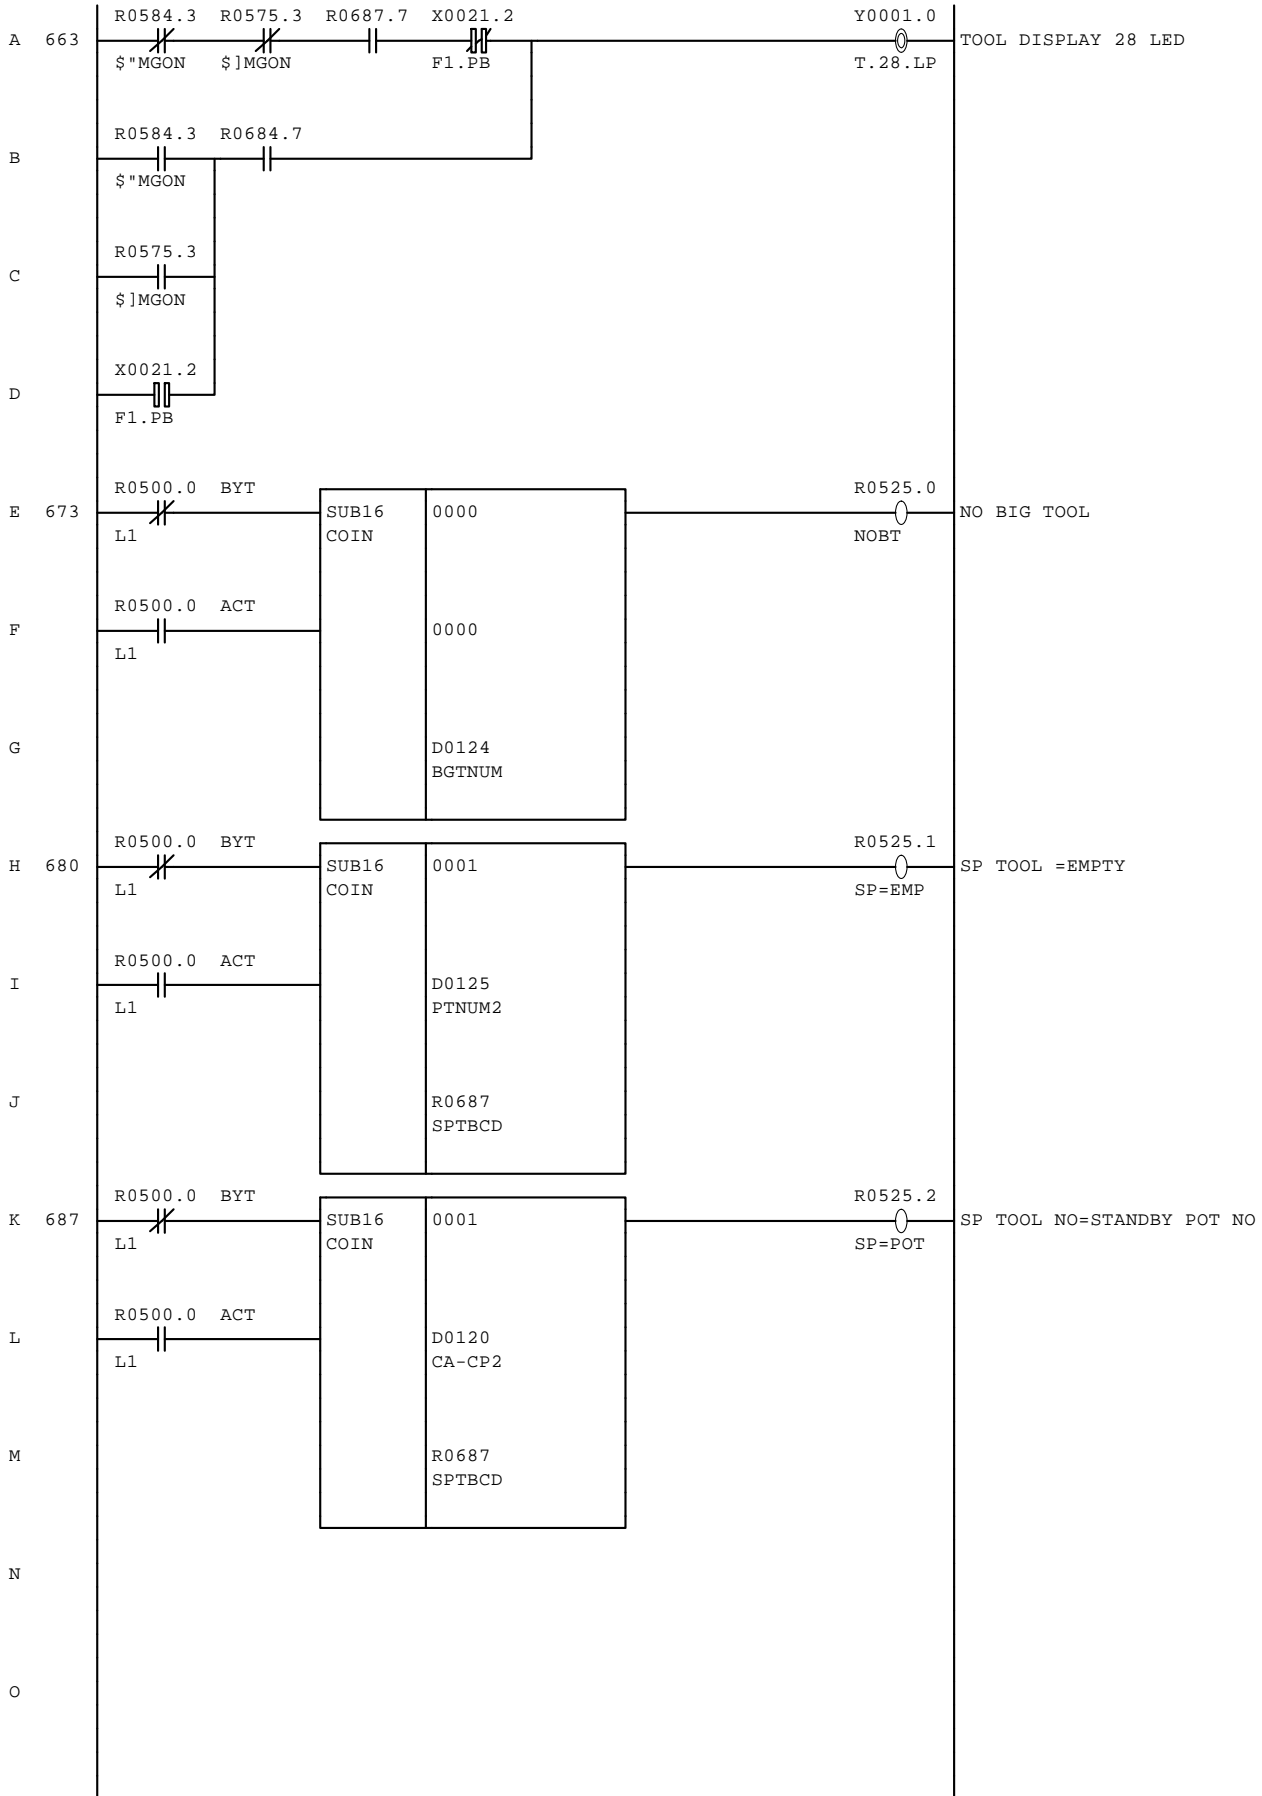 R0584.3 R0575.3 R0687.7 X0021.2 Y0001.0
A 663 TOOL DISPLAY 28 LED
$"MGON $]MGON F1.PB T.28.LP
R0584.3 R0684.7
B
$"MGON
R0575.3
C
$]MGON
X0021.2
D
F1.PB
R0500.0 BYT R0525.0
E 673 SUB16 0000 NO BIG TOOL
L1 COIN NOBT
R0500.0 ACT
F 0000
L1
G D0124
BGTNUM
R0500.0 BYT R0525.1
H 680 SUB16 0001 SP TOOL =EMPTY
L1 COIN SP=EMP
R0500.0 ACT
I D0125
L1 PTNUM2
J R0687
SPTBCD
R0500.0 BYT R0525.2
K 687 SUB16 0001 SP TOOL NO=STANDBY POT NO
L1 COIN SP=POT
R0500.0 ACT
L D0120
L1 CA-CP2
M R0687
SPTBCD
N
O